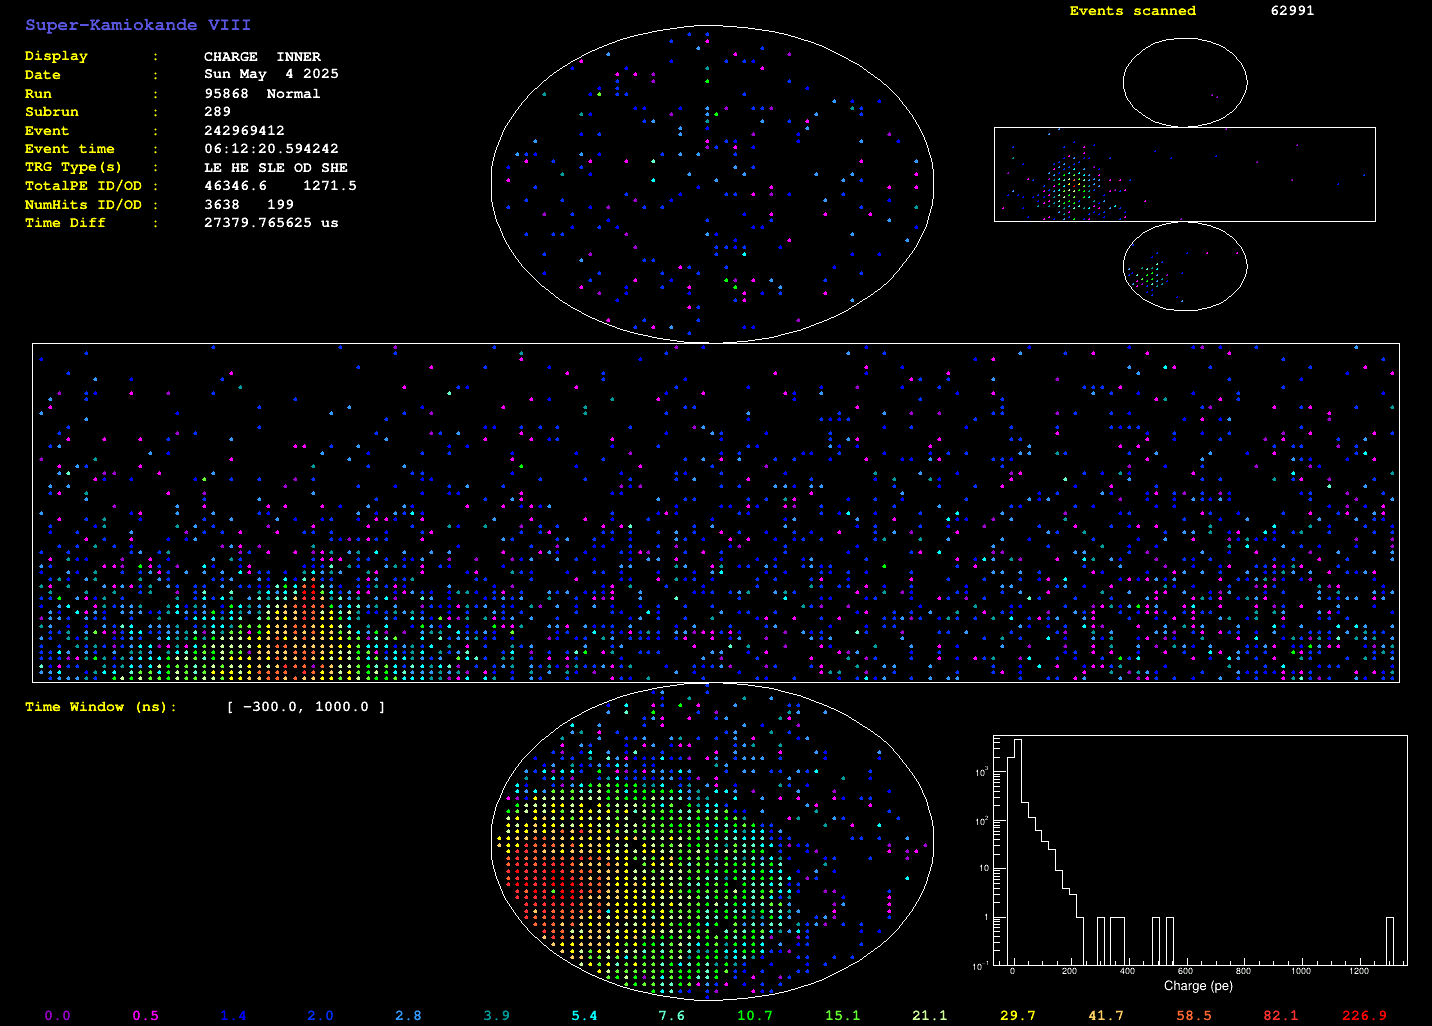 Super-Kamiokande VIII
Events scanned 62991
Display : CHARGE INNER
Date : Sun May 4 2025
Run : 95868 Normal
Subrun : 289
Event : 242969412
Event time : 06:12:20.594242
TRG Type(s) : LE HE SLE OD SHE
TotalPE ID/OD : 46346.6 1271.5
NumHits ID/OD : 3638 199
Time Diff : 27379.765625 us
Time Window (ns): [ -300.0, 1000.0 ]
10³
10²
10
1
10⁻¹
0 200 400 600 800 1000 1200
Charge (pe)
0.0 0.5 1.4 2.0 2.8 3.9 5.4 7.6 10.7 15.1 21.1 29.7 41.7 58.5 82.1 226.9